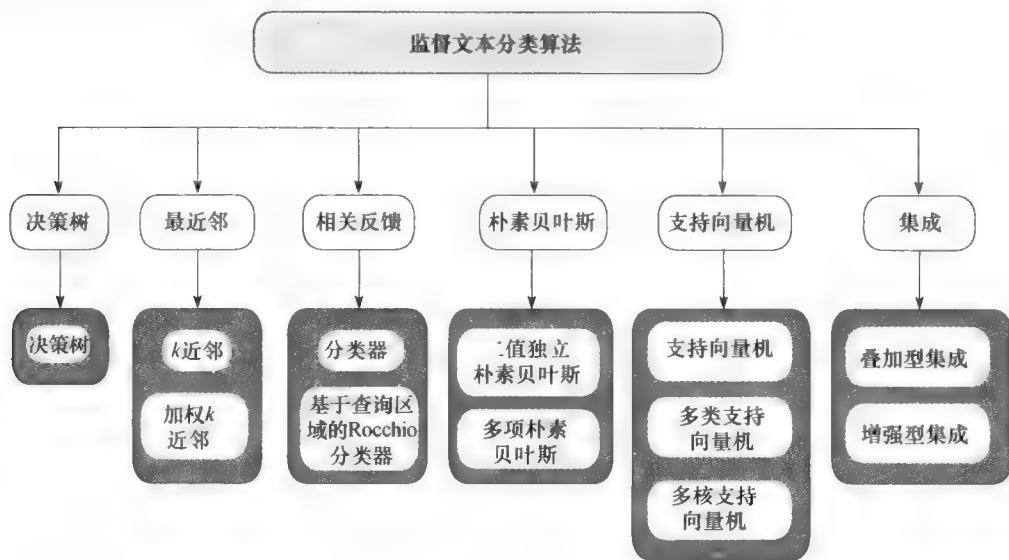 监督文本分类算法
决策树
最近邻
相关反馈
朴素贝叶斯
支持向量机
集成
决策树
k近邻
加权k
近邻
分类器
基于查询区
域的Rocchio
分类器
二值独立
朴素贝叶斯
多项朴素
贝叶斯
支持向量机
多类支持
向量机
多核支持
向量机
叠加型集成
增强型集成